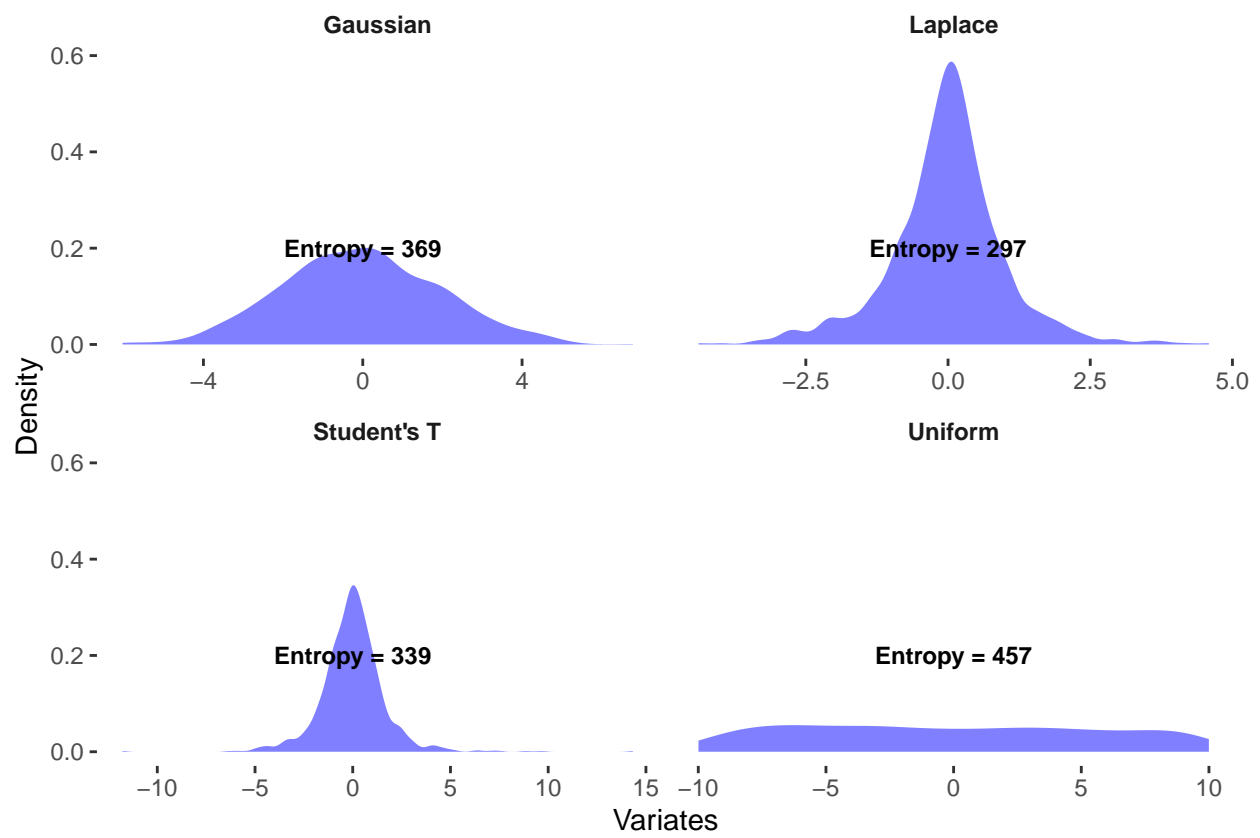 Gaussian
Laplace
0.6
0.4
0.2
0.0
Entropy = 369
Entropy = 297
−4 0 4
−2.5 0.0 2.5 5.0
Density
Student's T
Uniform
0.6
0.4
0.2
0.0
Entropy = 339
Entropy = 457
−10 −5 0 5 10 15
−10 −5 0 5 10
Variates